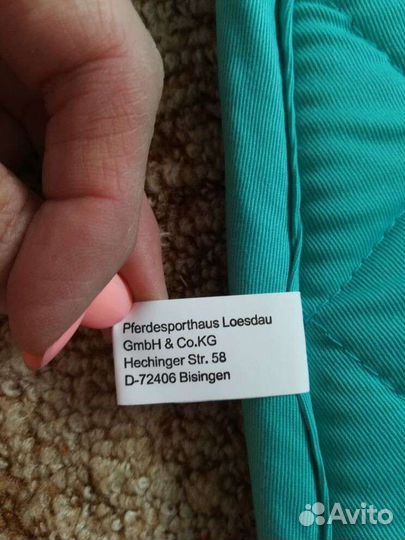 Pferdesporthaus Loesdau
GmbH & Co.KG
Hechinger Str. 58
D-72406 Bisingen
Avito